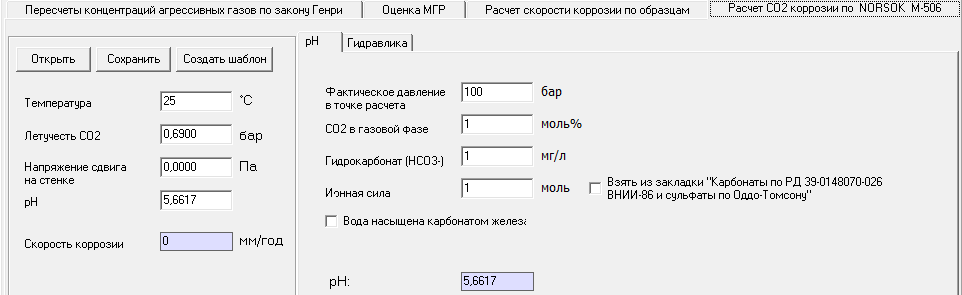 Пересчеты концентраций агрессивных газов по закону Генри
Оценка МГР
Расчет скорости коррозии по образцам
Расчет СО2 коррозии по NORSOK M-506
Открыть
Сохранить
Создать шаблон
Температура
25
°C
Летучесть СО2
0,6900
бар
Напряжение сдвига
на стенке
0,0000
Па
pH
5,6617
Скорость коррозии
0
мм/год
pH
Гидравлика
Фактическое давление
в точке расчета
100
бар
СО2 в газовой фазе
1
моль%
Гидрокарбонат (HCO3-)
1
мг/л
Ионная сила
1
моль
Взять из закладки "Карбонаты по РД 39-0148070-026
ВНИИ-86 и сульфаты по Оддо-Томсону"
Вода насыщена карбонатом железа
pH:
5,6617